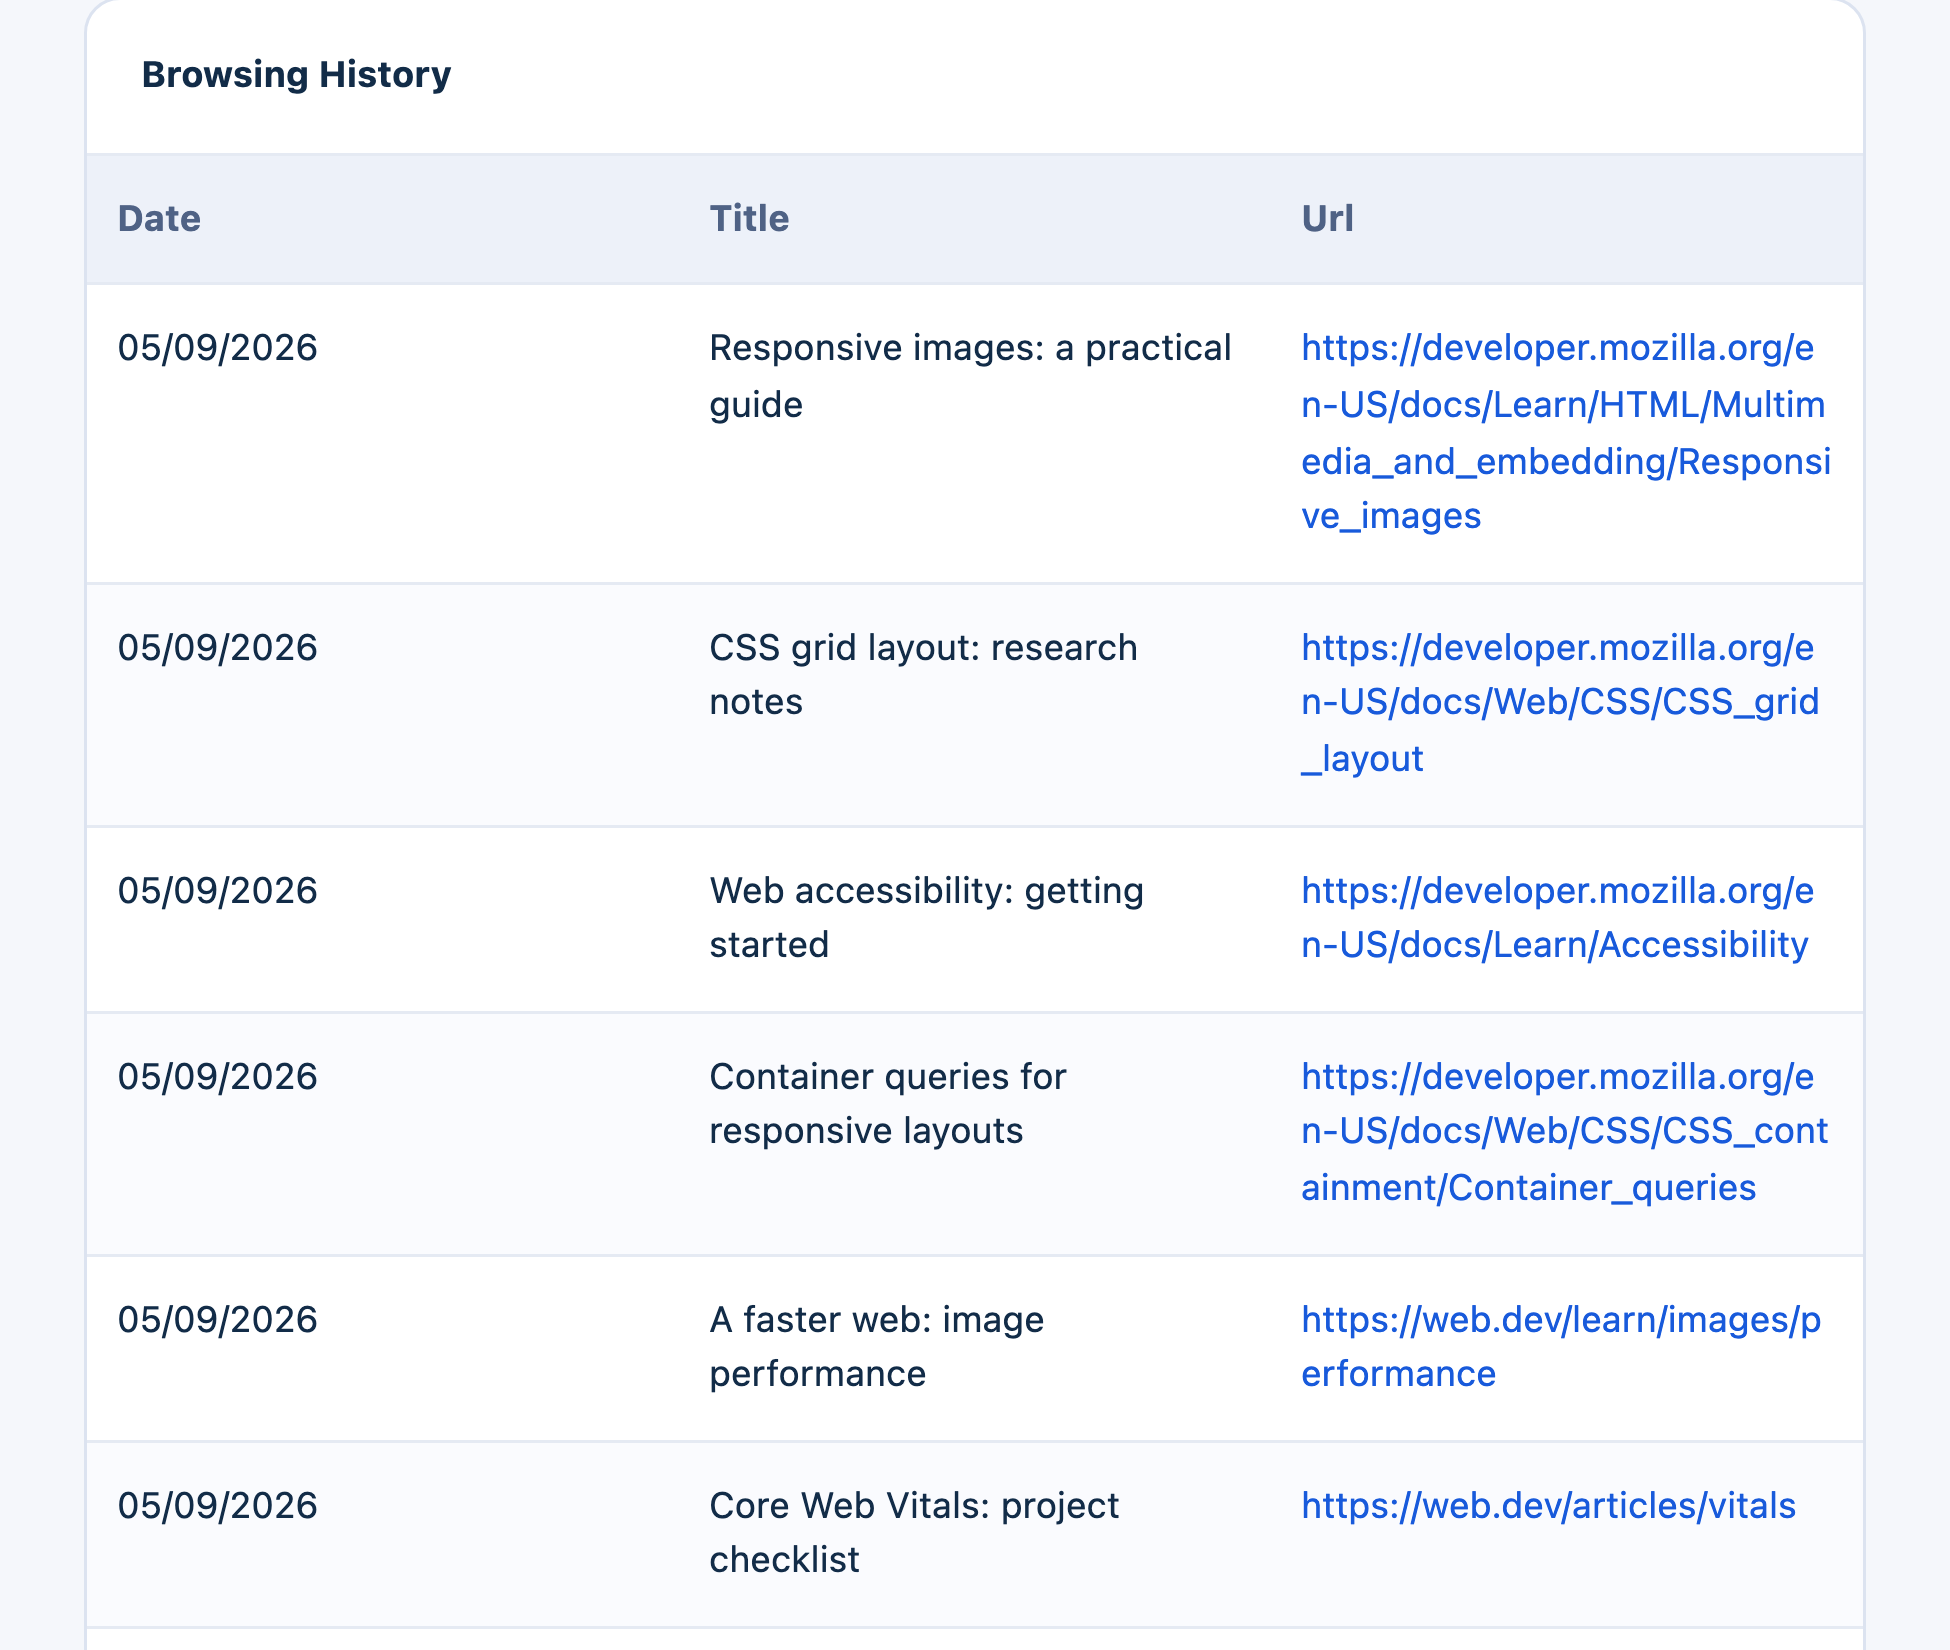 Browsing History
Date Title Url
05/09/2026 Responsive images: a practical https://developer.mozilla.org/e
guide n-US/docs/Learn/HTML/Multim
edia_and_embedding/Responsi
ve_images
05/09/2026 CSS grid layout: research https://developer.mozilla.org/e
notes n-US/docs/Web/CSS/CSS_grid
_layout
05/09/2026 Web accessibility: getting https://developer.mozilla.org/e
started n-US/docs/Learn/Accessibility
05/09/2026 Container queries for https://developer.mozilla.org/e
responsive layouts n-US/docs/Web/CSS/CSS_cont
ainment/Container_queries
05/09/2026 A faster web: image https://web.dev/learn/images/p
performance erformance
05/09/2026 Core Web Vitals: project https://web.dev/articles/vitals
checklist